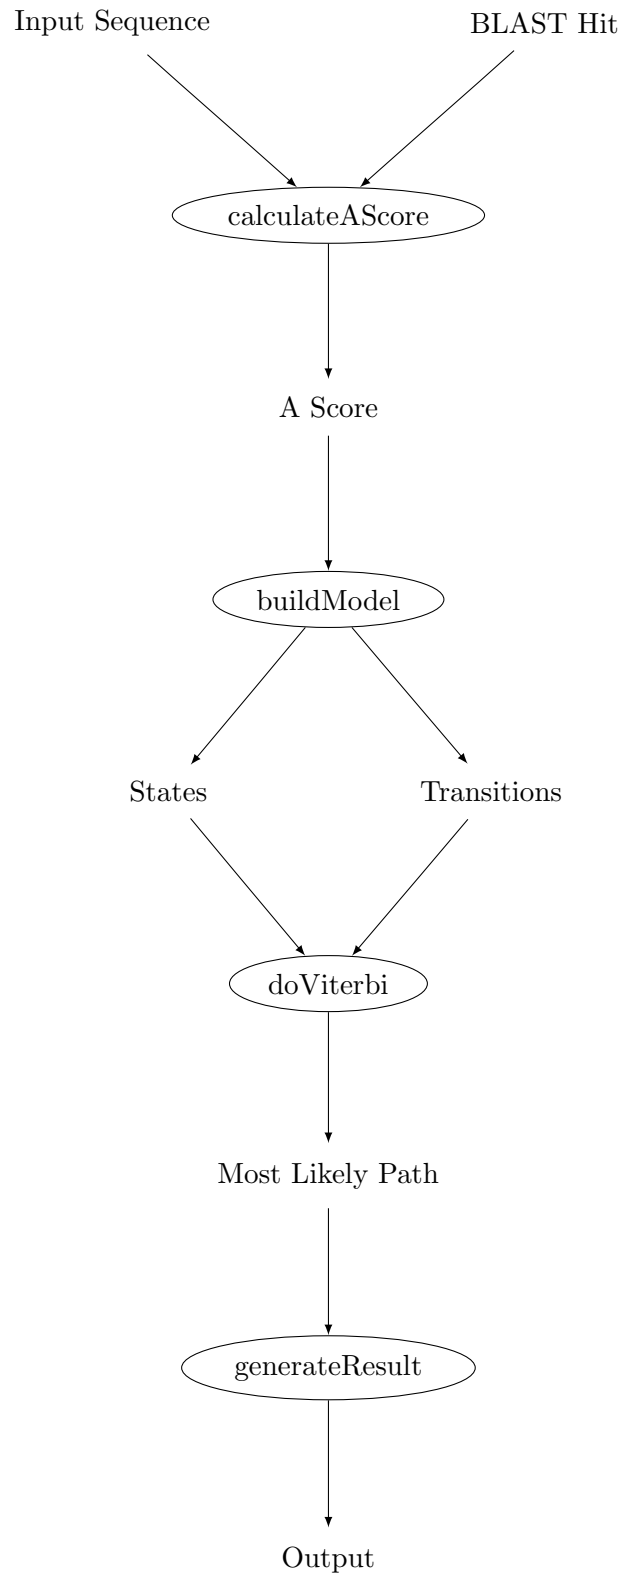 Input Sequence
BLAST Hit
calculateAScore
A Score
buildModel
States
Transitions
doViterbi
Most Likely Path
generateResult
Output